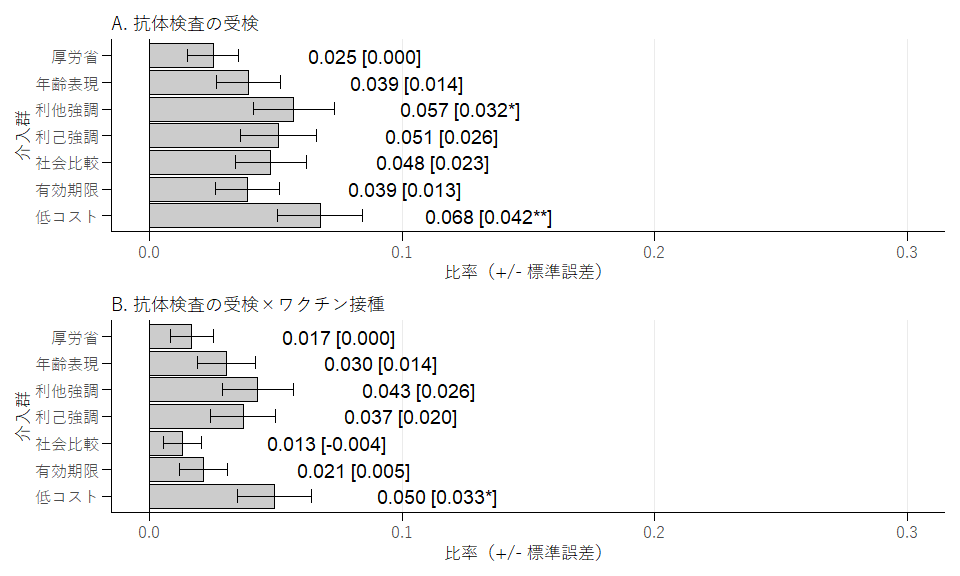 A. 抗体検査の受検
介入群
厚労省 0.025 [0.000]
年齢表現 0.039 [0.014]
利他強調 0.057 [0.032*]
利己強調 0.051 [0.026]
社会比較 0.048 [0.023]
有効期限 0.039 [0.013]
低コスト 0.068 [0.042**]
0.0 0.1 0.2 0.3
比率（+/- 標準誤差）
B. 抗体検査の受検×ワクチン接種
介入群
厚労省 0.017 [0.000]
年齢表現 0.030 [0.014]
利他強調 0.043 [0.026]
利己強調 0.037 [0.020]
社会比較 0.013 [-0.004]
有効期限 0.021 [0.005]
低コスト 0.050 [0.033*]
0.0 0.1 0.2 0.3
比率（+/- 標準誤差）